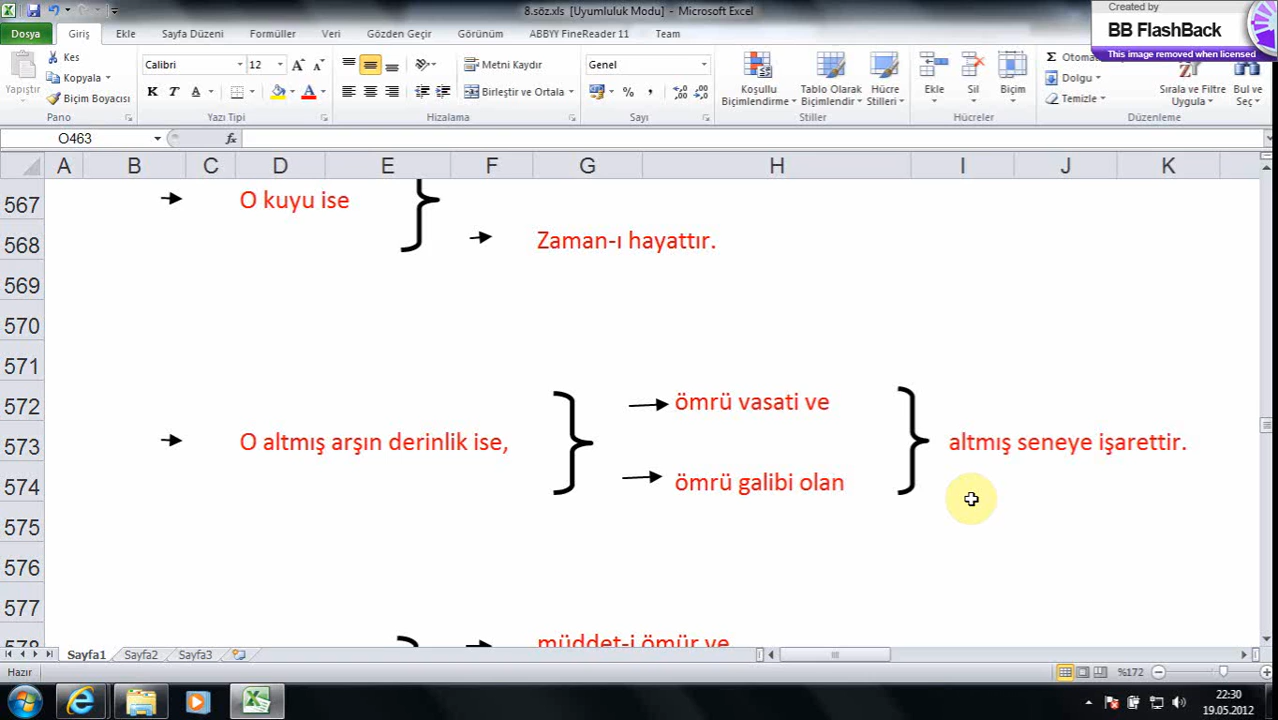 8.söz.xls [Uyumluluk Modu] - Microsoft Excel
Created by
BB FlashBack
This image removed when licensed
Dosya Giriş Ekle Sayfa Düzeni Formüller Veri Gözden Geçir Görünüm ABBYY FineReader 11 Team
Yapıştır
Kes
Kopyala
Biçim Boyacısı
Calibri 12
K T A
Metni Kaydır
Birleştir ve Ortala
Genel
Koşullu Biçimlendirme
Tablo Olarak Biçimlendir
Hücre Stilleri
Ekle Sil Biçim
Σ Otoma
Dolgu
Temizle
Sırala ve Filtre Uygula
Bul ve Seç
Pano Yazı Tipi Hizalama Sayı Stiller Hücreler Düzenleme
O463 fx
A B C D E F G H I J K
567 O kuyu ise
568 Zaman-ı hayattır.
569
570
571
572 ömrü vasati ve
573 O altmış arşın derinlik ise, altmış seneye işarettir.
574 ömrü galibi olan
575
576
577
578 müddet-i ömür ve
Sayfa1 Sayfa2 Sayfa3
Hazır %172
22:30
19.05.2012